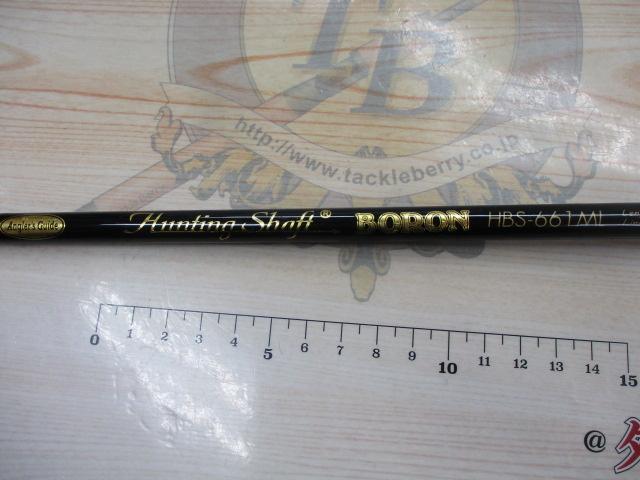 TB
http://www.tackleberry.co.jp
Angler's Guide
Hunting Shaft® BORON HBS-661ML
0 1 2 3 4 5 6 7 8 9 10 11 12 13 14 15
@